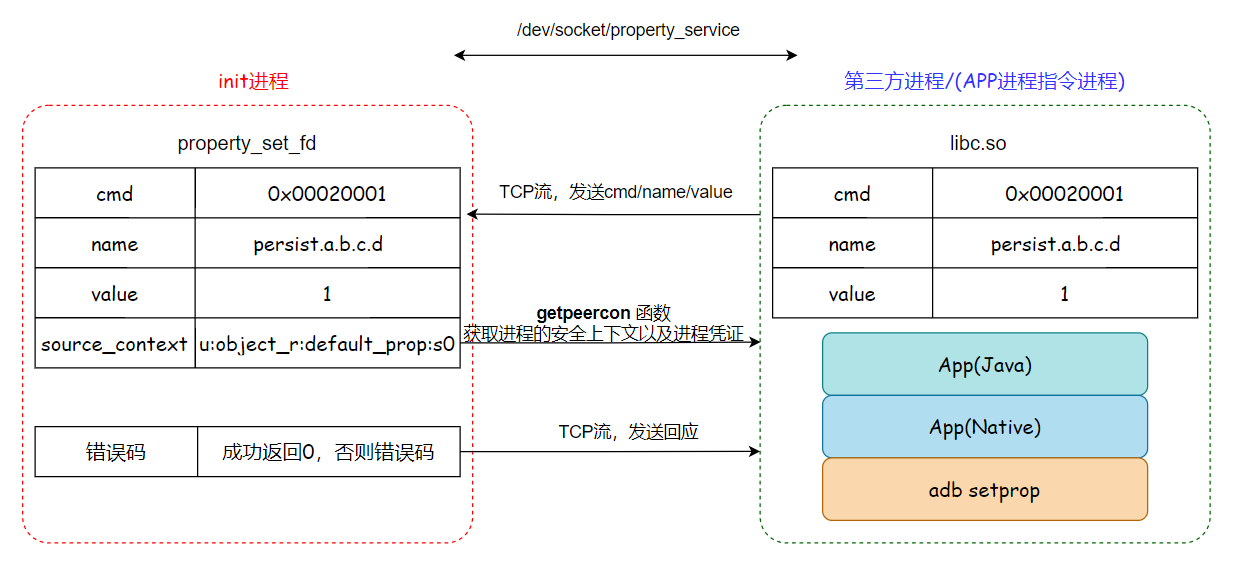 /dev/socket/property_service
init进程
第三方进程/(APP进程指令进程)
property_set_fd
cmd 0x00020001
name persist.a.b.c.d
value 1
source_context u:object_r:default_prop:s0
错误码 成功返回0，否则错误码
TCP流，发送cmd/name/value
getpeercon 函数
获取进程的安全上下文以及进程凭证
TCP流，发送回应
libc.so
cmd 0x00020001
name persist.a.b.c.d
value 1
App(Java)
App(Native)
adb setprop